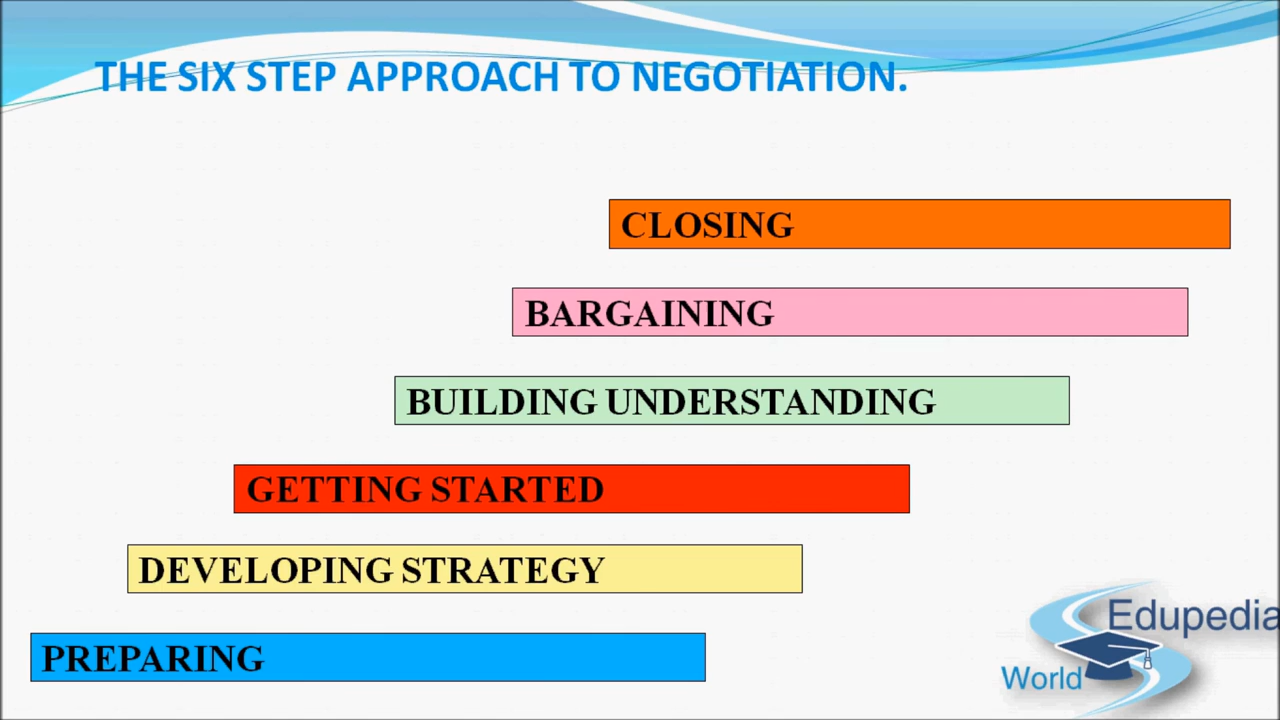 THE SIX STEP APPROACH TO NEGOTIATION.
CLOSING
BARGAINING
BUILDING UNDERSTANDING
GETTING STARTED
DEVELOPING STRATEGY
PREPARING
Edupedia
World